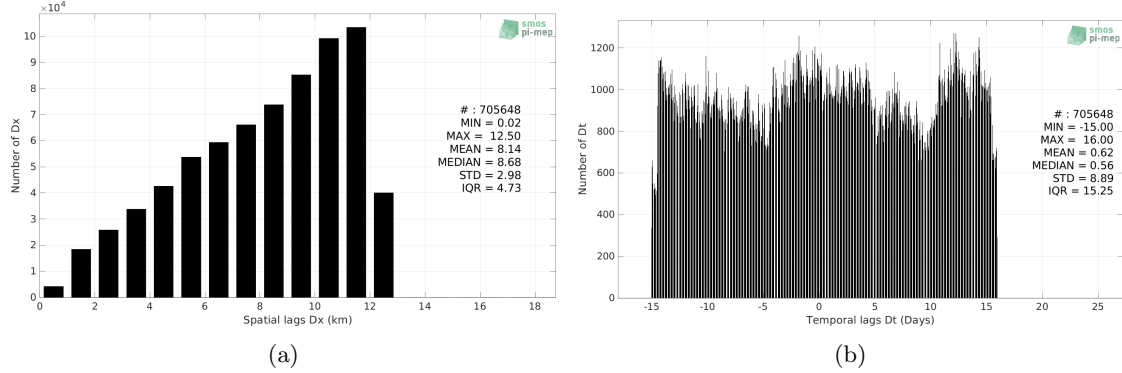 ×10⁴
10
9
8
7
6
5
4
3
2
1
0
Number of Dx
smos
pi-mep
# : 705648
MIN = 0.02
MAX = 12.50
MEAN = 8.14
MEDIAN = 8.68
STD = 2.98
IQR = 4.73
0 2 4 6 8 10 12 14 16 18
Spatial lags Dx (km)
(a)
1200
1000
800
600
400
200
0
Number of Dt
smos
pi-mep
# : 705648
MIN = -15.00
MAX = 16.00
MEAN = 0.62
MEDIAN = 0.56
STD = 8.89
IQR = 15.25
-15 -10 -5 0 5 10 15 20 25
Temporal lags Dt (Days)
(b)